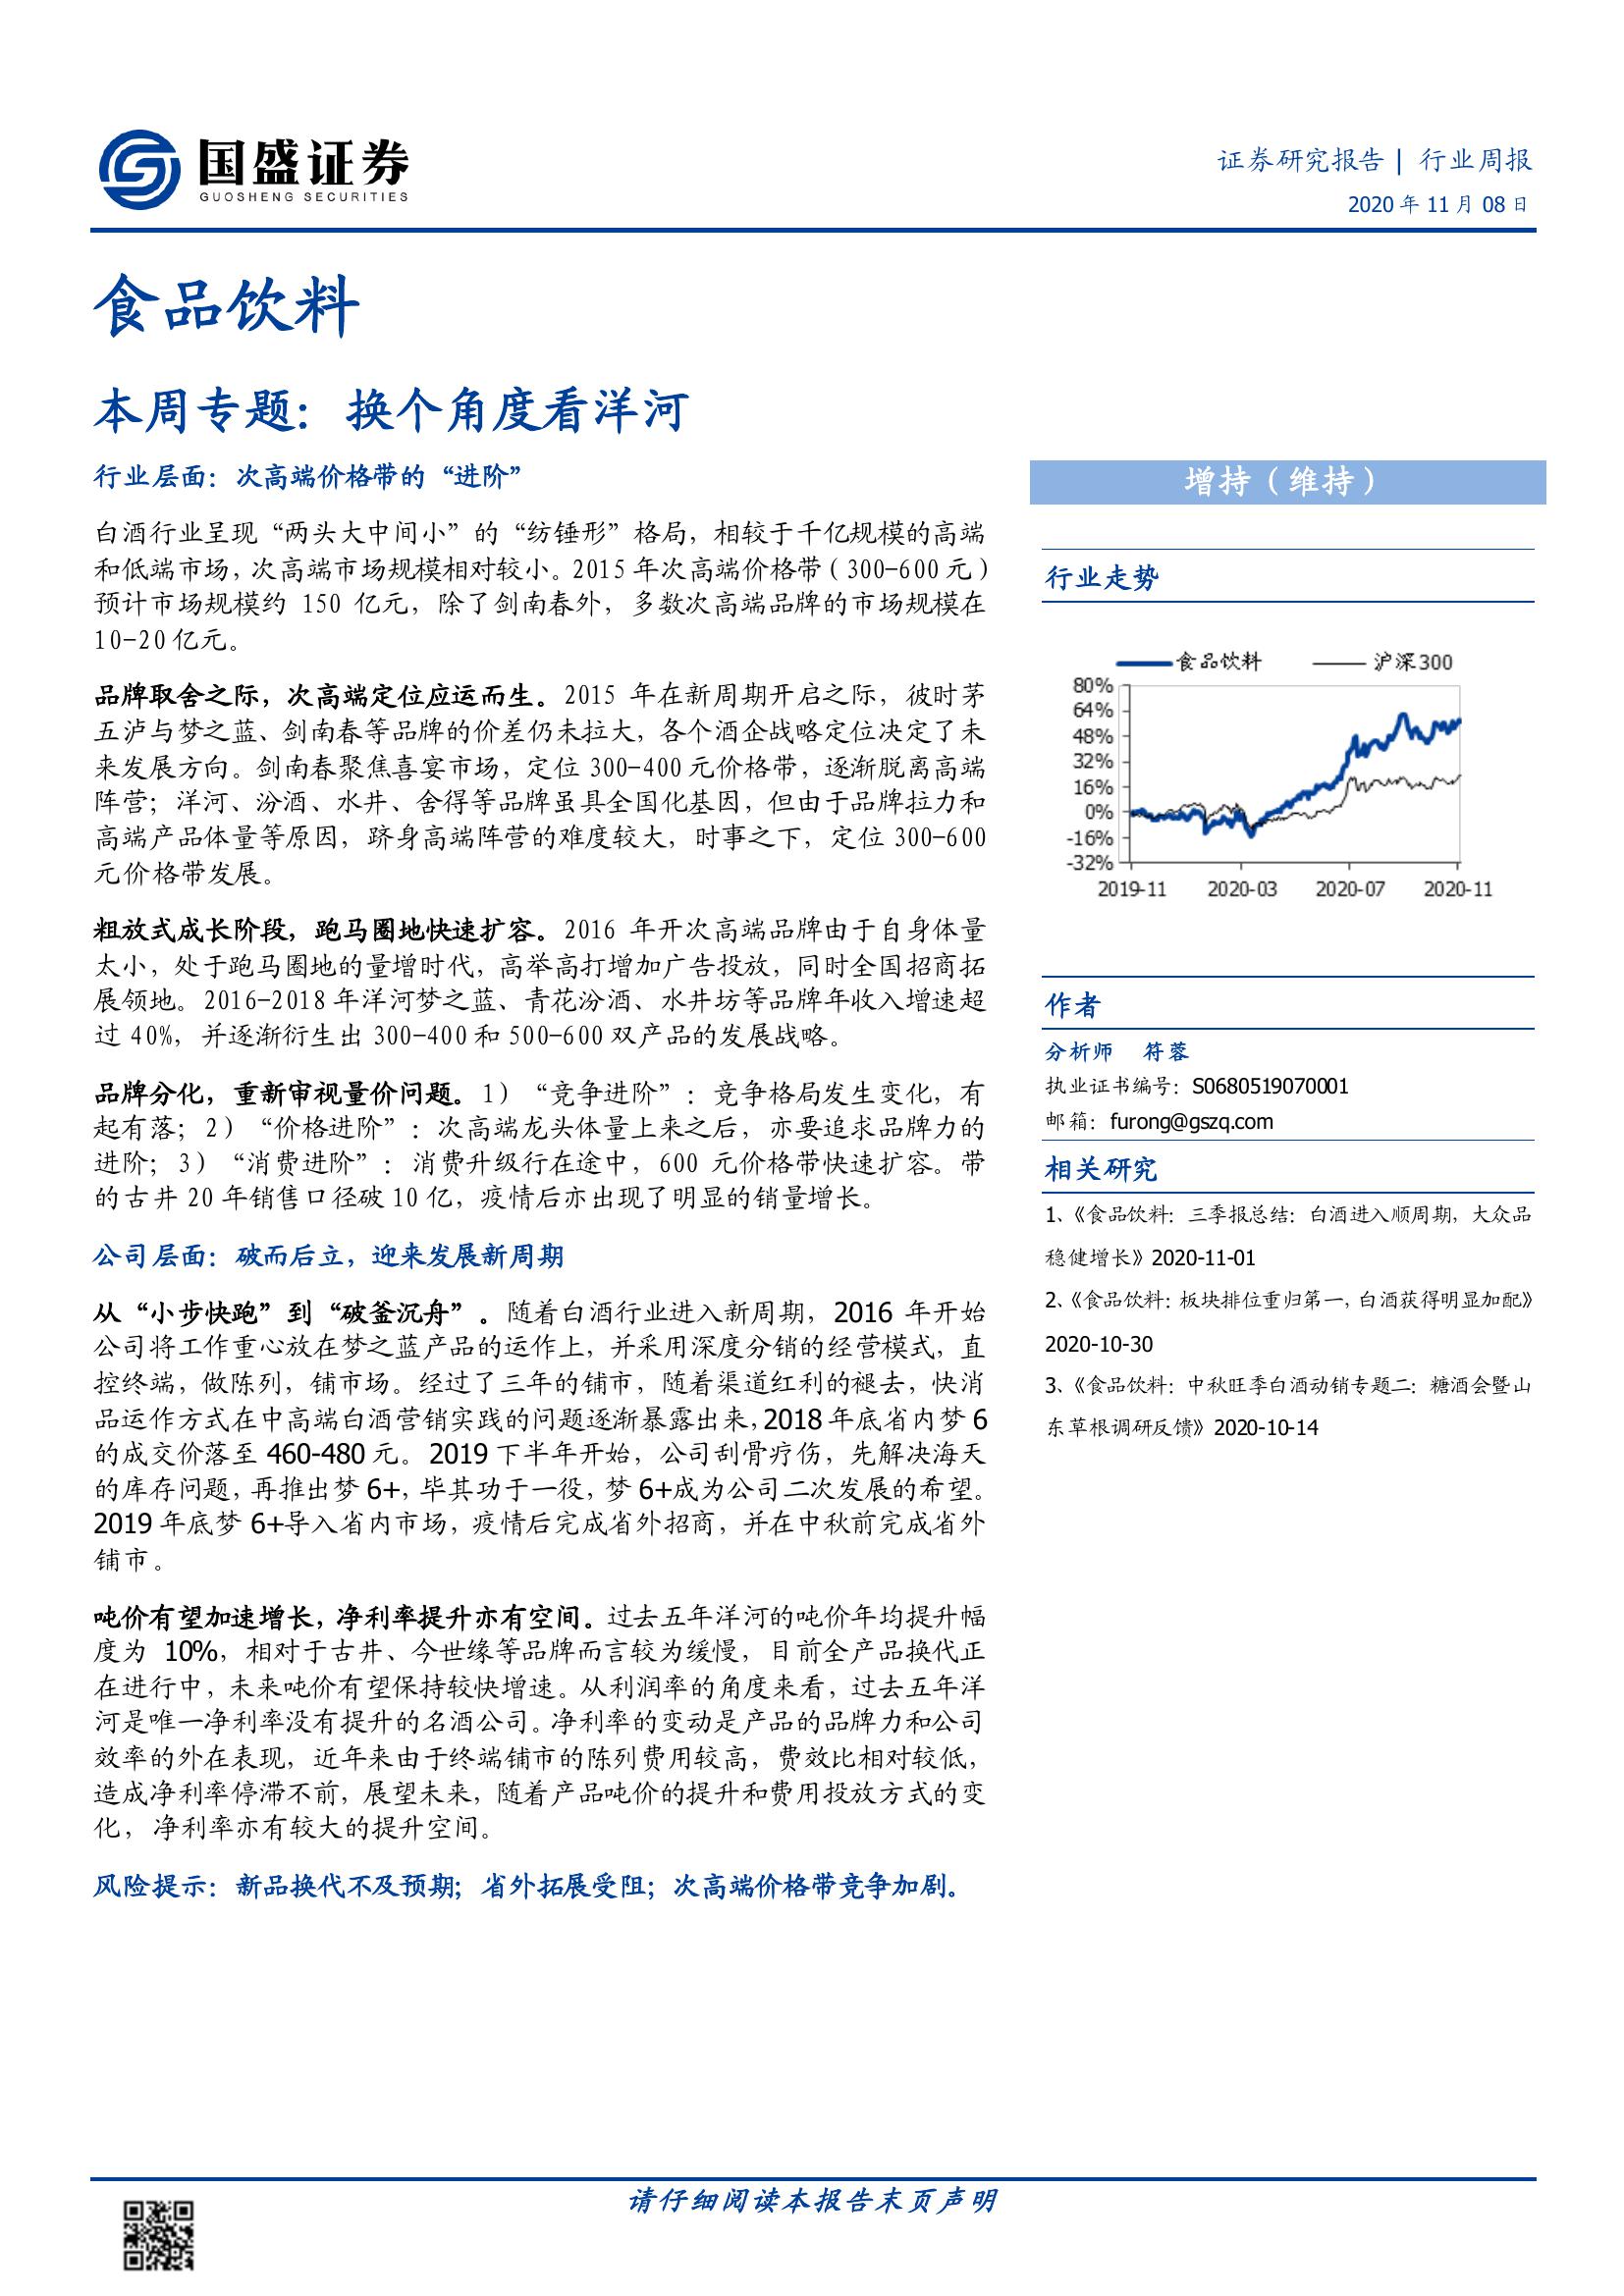 国盛证券
GUOSHENG SECURITIES
证券研究报告 | 行业周报
2020 年 11 月 08 日
食品饮料
本周专题：换个角度看洋河
行业层面：次高端价格带的“进阶”
白酒行业呈现“两头大中间小”的“纺锤形”格局，相较于千亿规模的高端
和低端市场，次高端市场规模相对较小。2015 年次高端价格带（300-600 元）
预计市场规模约 150 亿元，除了剑南春外，多数次高端品牌的市场规模在
10-20 亿元。
品牌取舍之际，次高端定位应运而生。2015 年在新周期开启之际，彼时茅
五泸与梦之蓝、剑南春等品牌的价差仍未拉大，各个酒企战略定位决定了未
来发展方向。剑南春聚焦喜宴市场，定位 300-400 元价格带，逐渐脱离高端
阵营；洋河、汾酒、水井、舍得等品牌虽具全国化基因，但由于品牌拉力和
高端产品体量等原因，跻身高端阵营的难度较大，时事之下，定位 300-600
元价格带发展。
粗放式成长阶段，跑马圈地快速扩容。2016 年开次高端品牌由于自身体量
太小，处于跑马圈地的量增时代，高举高打增加广告投放，同时全国招商拓
展领地。2016-2018 年洋河梦之蓝、青花汾酒、水井坊等品牌年收入增速超
过 40%，并逐渐衍生出 300-400 和 500-600 双产品的发展战略。
品牌分化，重新审视量价问题。1）“竞争进阶”：竞争格局发生变化，有
起有落；2）“价格进阶”：次高端龙头体量上来之后，亦要追求品牌力的
进阶；3）“消费进阶”：消费升级行在途中，600 元价格带快速扩容。带
的古井 20 年销售口径破 10 亿，疫情后亦出现了明显的销量增长。
公司层面：破而后立，迎来发展新周期
从“小步快跑”到“破釜沉舟”。随着白酒行业进入新周期，2016 年开始
公司将工作重心放在梦之蓝产品的运作上，并采用深度分销的经营模式，直
控终端，做陈列，铺市场。经过了三年的铺市，随着渠道红利的褪去，快消
品运作方式在中高端白酒营销实践的问题逐渐暴露出来，2018 年底省内梦 6
的成交价落至 460-480 元。2019 下半年开始，公司刮骨疗伤，先解决海天
的库存问题，再推出梦 6+，毕其功于一役，梦 6+成为公司二次发展的希望。
2019 年底梦 6+导入省内市场，疫情后完成省外招商，并在中秋前完成省外
铺市。
吨价有望加速增长，净利率提升亦有空间。过去五年洋河的吨价年均提升幅
度为 10%，相对于古井、今世缘等品牌而言较为缓慢，目前全产品换代正
在进行中，未来吨价有望保持较快增速。从利润率的角度来看，过去五年洋
河是唯一净利率没有提升的名酒公司。净利率的变动是产品的品牌力和公司
效率的外在表现，近年来由于终端铺市的陈列费用较高，费效比相对较低，
造成净利率停滞不前，展望未来，随着产品吨价的提升和费用投放方式的变
化，净利率亦有较大的提升空间。
风险提示：新品换代不及预期；省外拓展受阻；次高端价格带竞争加剧。
增持（维持）
行业走势
食品饮料 沪深300
80%
64%
48%
32%
16%
0%
-16%
-32%
2019-11 2020-03 2020-07 2020-11
作者
分析师 符蓉
执业证书编号：S0680519070001
邮箱：furong@gszq.com
相关研究
1、《食品饮料：三季报总结：白酒进入顺周期，大众品
稳健增长》2020-11-01
2、《食品饮料：板块排位重归第一，白酒获得明显加配》
2020-10-30
3、《食品饮料：中秋旺季白酒动销专题二：糖酒会暨山
东草根调研反馈》2020-10-14
请仔细阅读本报告末页声明